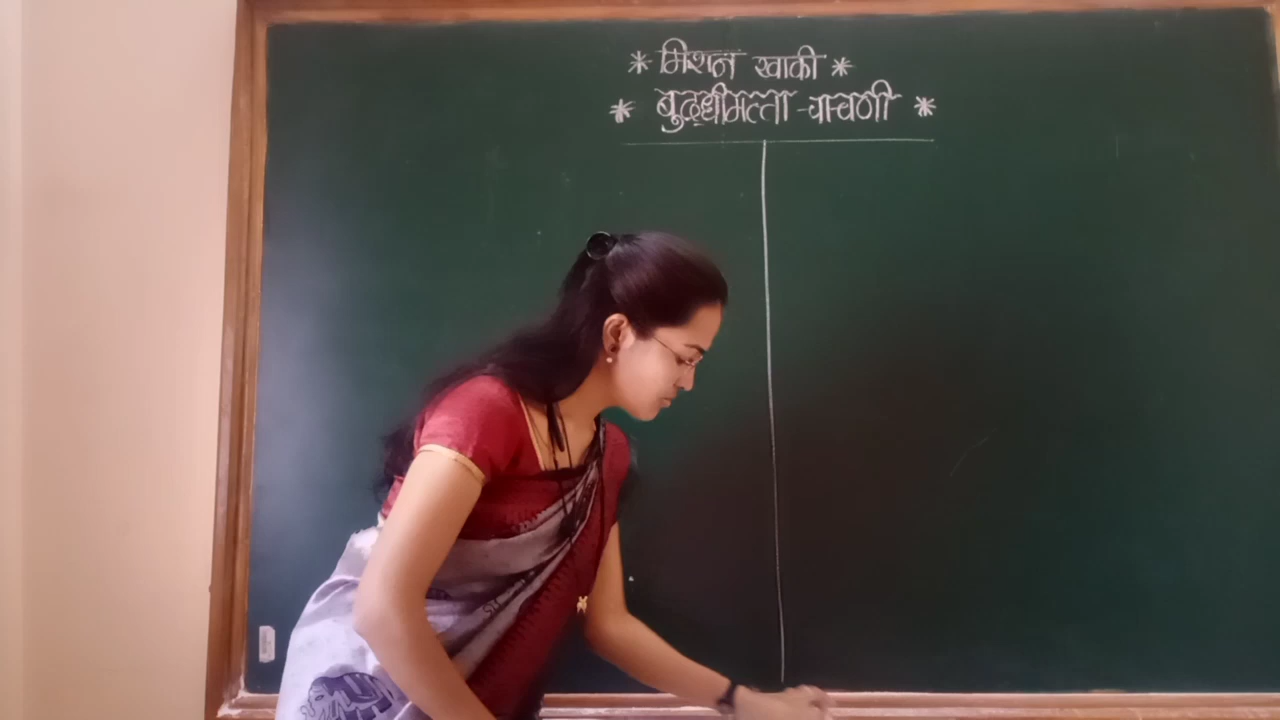 * मिशन खाकी *
* बुद्धीमत्ता - चाचणी *